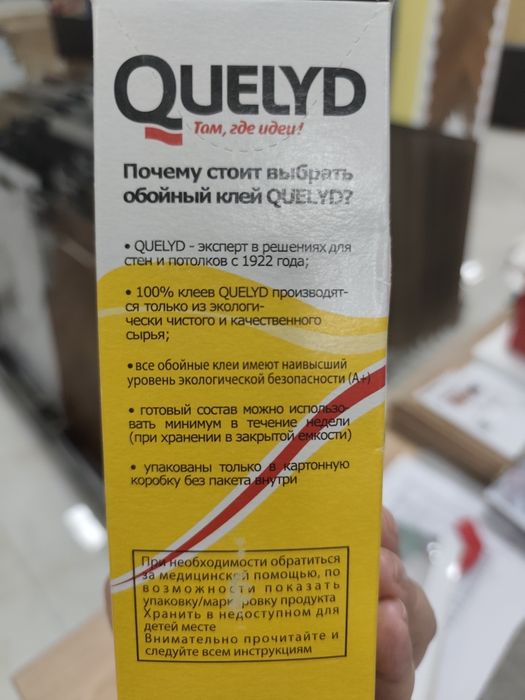 QUELYD
Там, где идеи!
Почему стоит выбрать
обойный клей QUELYD?
• QUELYD - эксперт в решениях для
стен и потолков с 1922 года;
• 100% клеев QUELYD производят-
ся только из экологи-
чески чистого и качественного
сырья;
•все обойные клеи имеют наивысший
уровень экологической безопасности (А+)
• готовый состав можно использо-
вать минимум в течение недели
(при хранении в закрытой емкости)
• упакованы только в картонную
коробку без пакета внутри
При необходимости обратиться
за медицинской помощью, по
возможности показать
упаковку/маркировку продукта
Хранить в недоступном для
детей месте
Внимательно прочитайте и
следуйте всем инструкциям